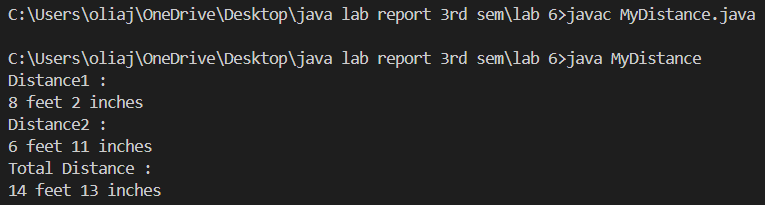 C:\Users\oliaj\OneDrive\Desktop\java lab report 3rd sem\lab 6>javac MyDistance.java
C:\Users\oliaj\OneDrive\Desktop\java lab report 3rd sem\lab 6>java MyDistance
Distance1 :
8 feet 2 inches
Distance2 :
6 feet 11 inches
Total Distance :
14 feet 13 inches